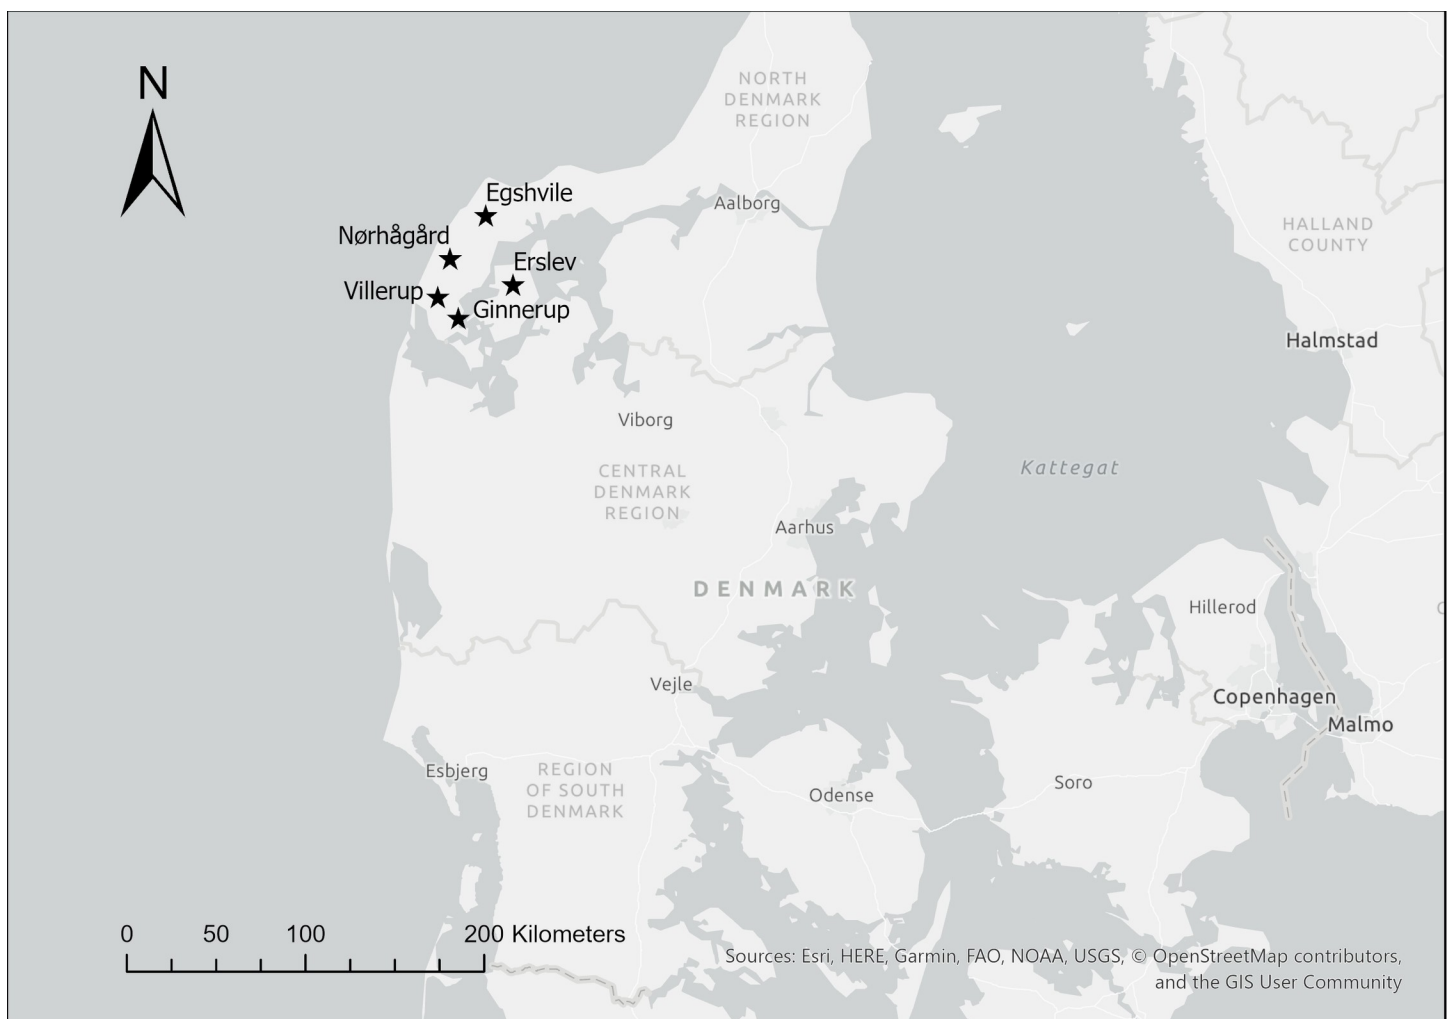 N
NORTH
DENMARK
REGION
Egshvile
Aalborg
Nørhågård
HALLAND
COUNTY
Erslev
Villerup
Ginnerup
Halmstad
Viborg
Kattegat
CENTRAL
DENMARK
REGION
Aarhus
DENMARK
Hillerod
Vejle
Copenhagen
Malmo
Esbjerg
REGION
OF SOUTH
DENMARK
Odense
Soro
0 50 100 200 Kilometers
Sources: Esri, HERE, Garmin, FAO, NOAA, USGS, © OpenStreetMap contributors,
and the GIS User Community